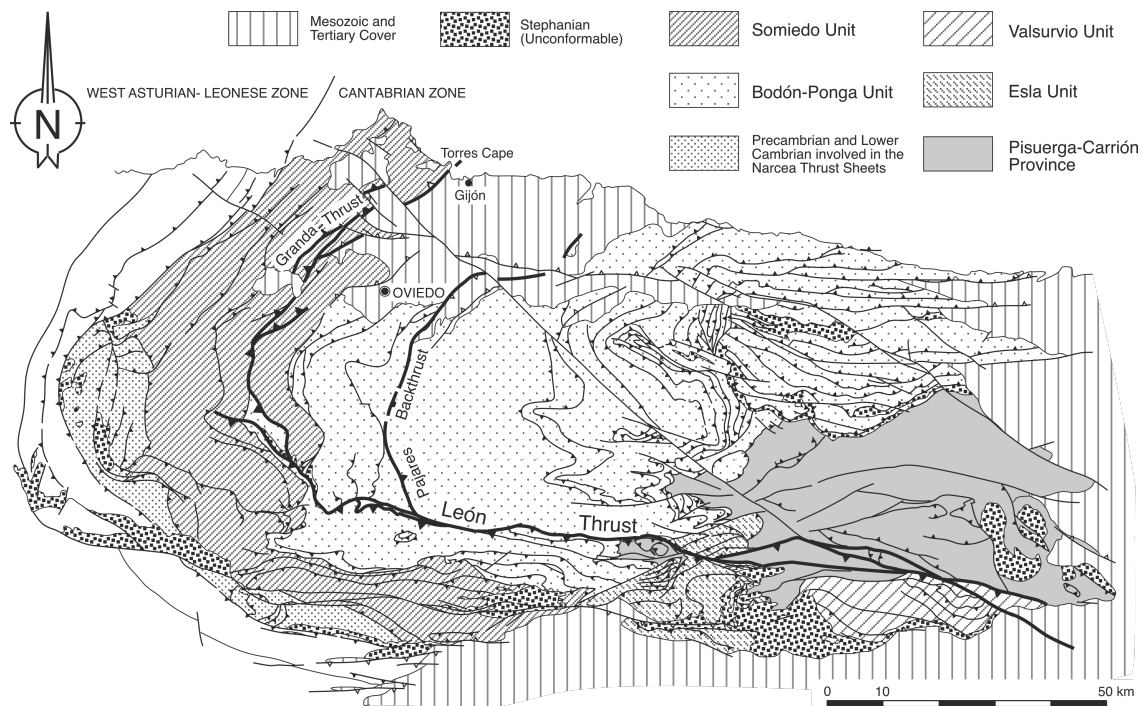 Mesozoic and
Tertiary Cover
Stephanian
(Unconformable)
Somiedo Unit
Valsurvio Unit
Bodón-Ponga Unit
Esla Unit
Precambrian and Lower
Cambrian involved in the
Narcea Thrust Sheets
Pisuerga-Carrión
Province
N
WEST ASTURIAN- LEONESE ZONE
CANTABRIAN ZONE
Torres Cape
Gijón
Granda-Thrust
OVIEDO
Pajares Backthrust
León Thrust
0 10 50 km